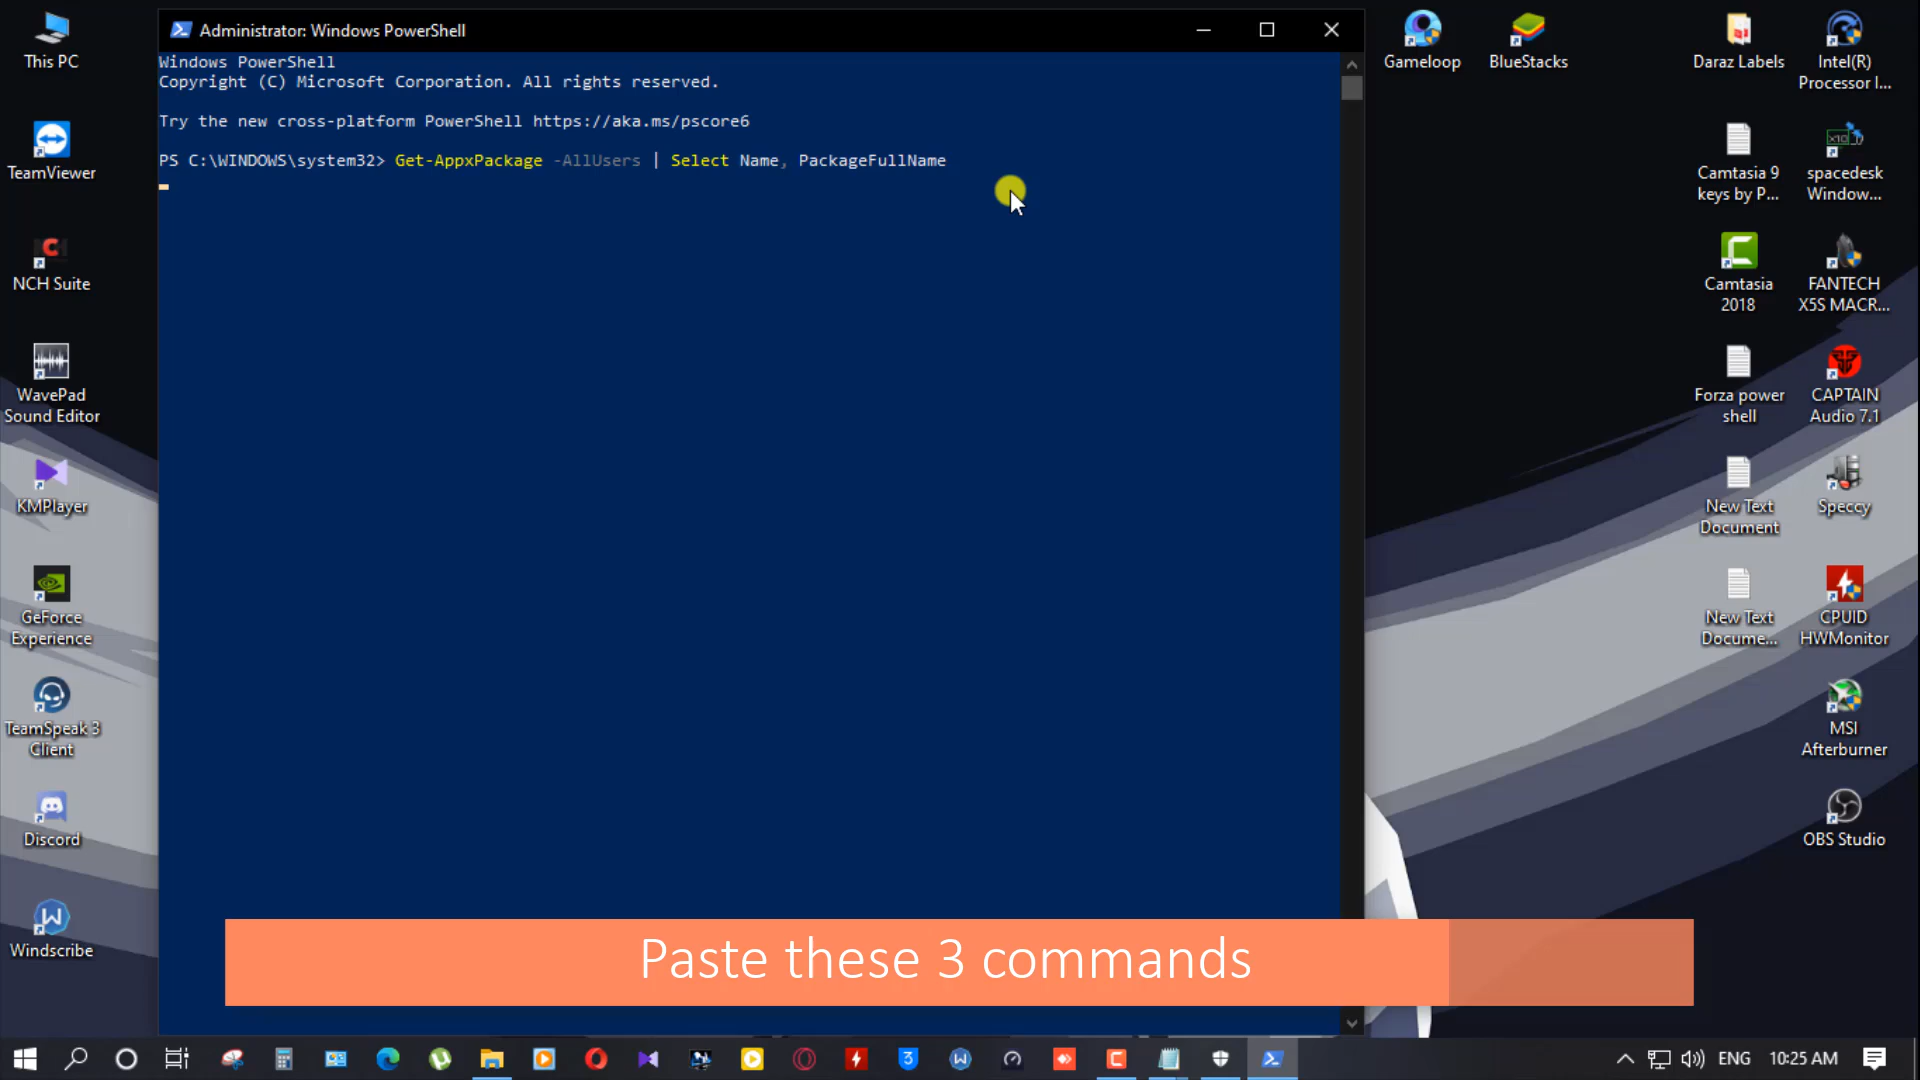 This PC
TeamViewer
NCH Suite
WavePad
Sound Editor
KMPlayer
GeForce
Experience
TeamSpeak 3
Client
Discord
Windscribe
Administrator: Windows PowerShell
Windows PowerShell
Copyright (C) Microsoft Corporation. All rights reserved.
Try the new cross-platform PowerShell https://aka.ms/pscore6
PS C:\WINDOWS\system32> Get-AppxPackage -AllUsers | Select Name, PackageFullName
Gameloop
BlueStacks
Daraz Labels
Camtasia 9
keys by P...
Camtasia
2018
Forza power
shell
New Text
Document
New Text
Docume...
Intel(R)
Processor I...
spacedesk
Window...
FANTECH
X5S MACR...
CAPTAIN
Audio 7.1
Speccy
CPUID
HWMonitor
MSI
Afterburner
OBS Studio
Paste these 3 commands
ENG
10:25 AM